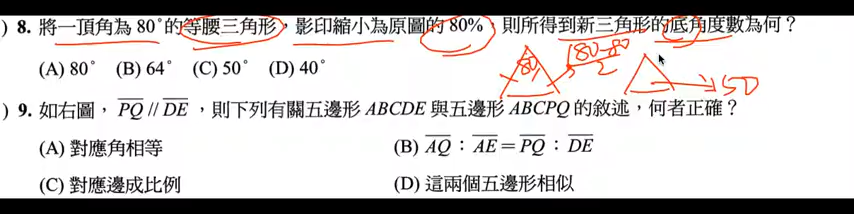 ) 8. 將一頂角為 80°的等腰三角形，影印縮小為原圖的 80%，則所得到新三角形的底角度數為何？
80 180-80 / 2 50
(A) 80° (B) 64° (C) 50° (D) 40°
) 9. 如右圖，PQ // DE，則下列有關五邊形 ABCDE 與五邊形 ABCPQ 的敘述，何者正確？
(A) 對應角相等 (B) AQ：AE＝PQ：DE
(C) 對應邊成比例 (D) 這兩個五邊形相似